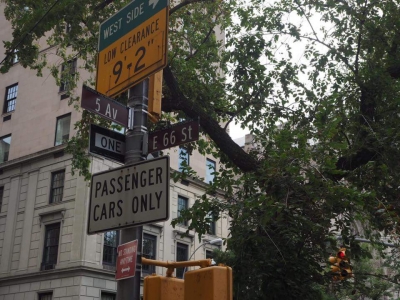 WEST SIDE
LOW CLEARANCE
9'-2"
5 AV
ONE
E 66 St
PASSENGER
CARS ONLY